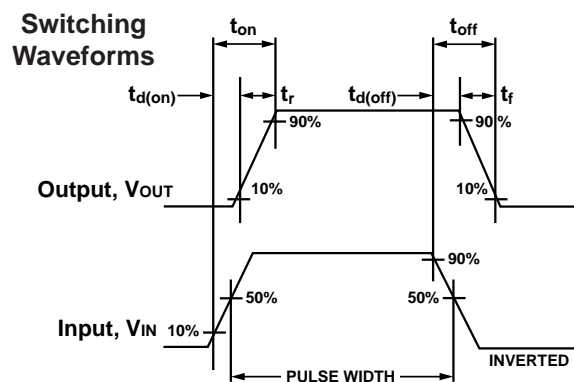 Switching
Waveforms
ton
toff
td(on)
tr
td(off)
tf
90%
90%
Output, VOUT
10%
10%
90%
50%
50%
Input, VIN
10%
INVERTED
PULSE WIDTH